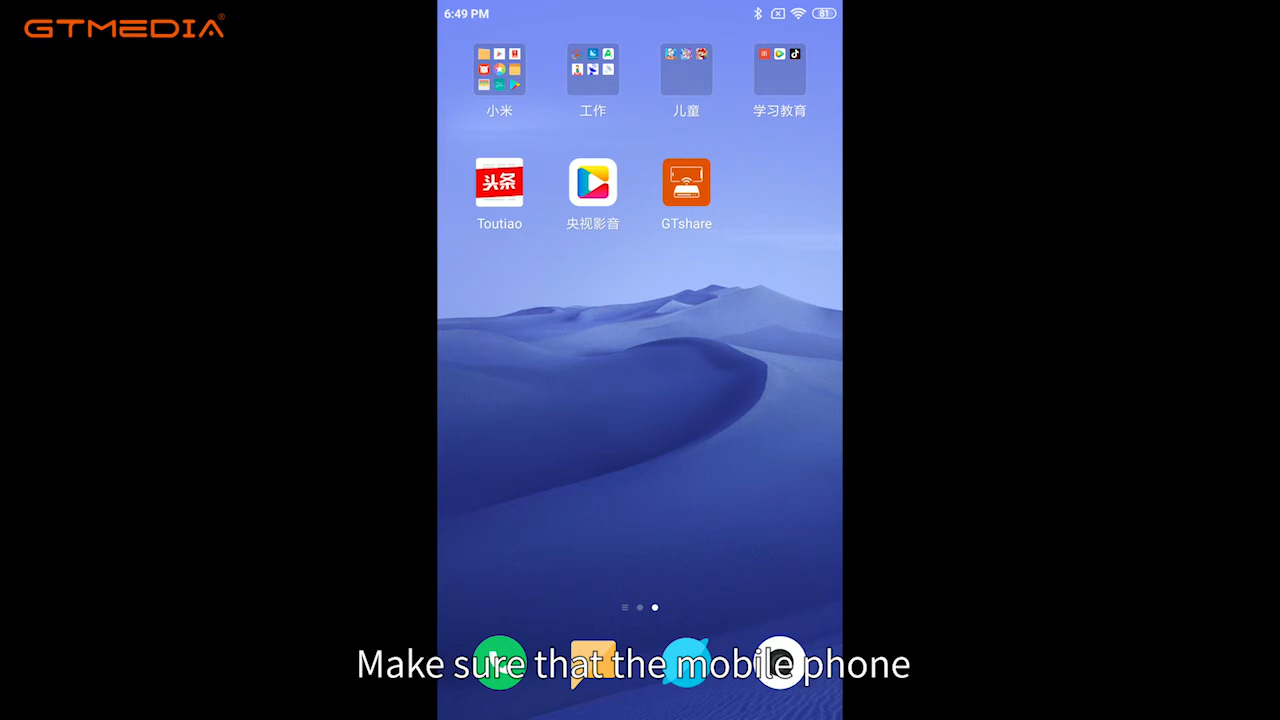 GTMEDIA®
6:49 PM
81
小米
工作
儿童
学习教育
头条
Toutiao
央视影音
GTshare
Make sure that the mobile phone